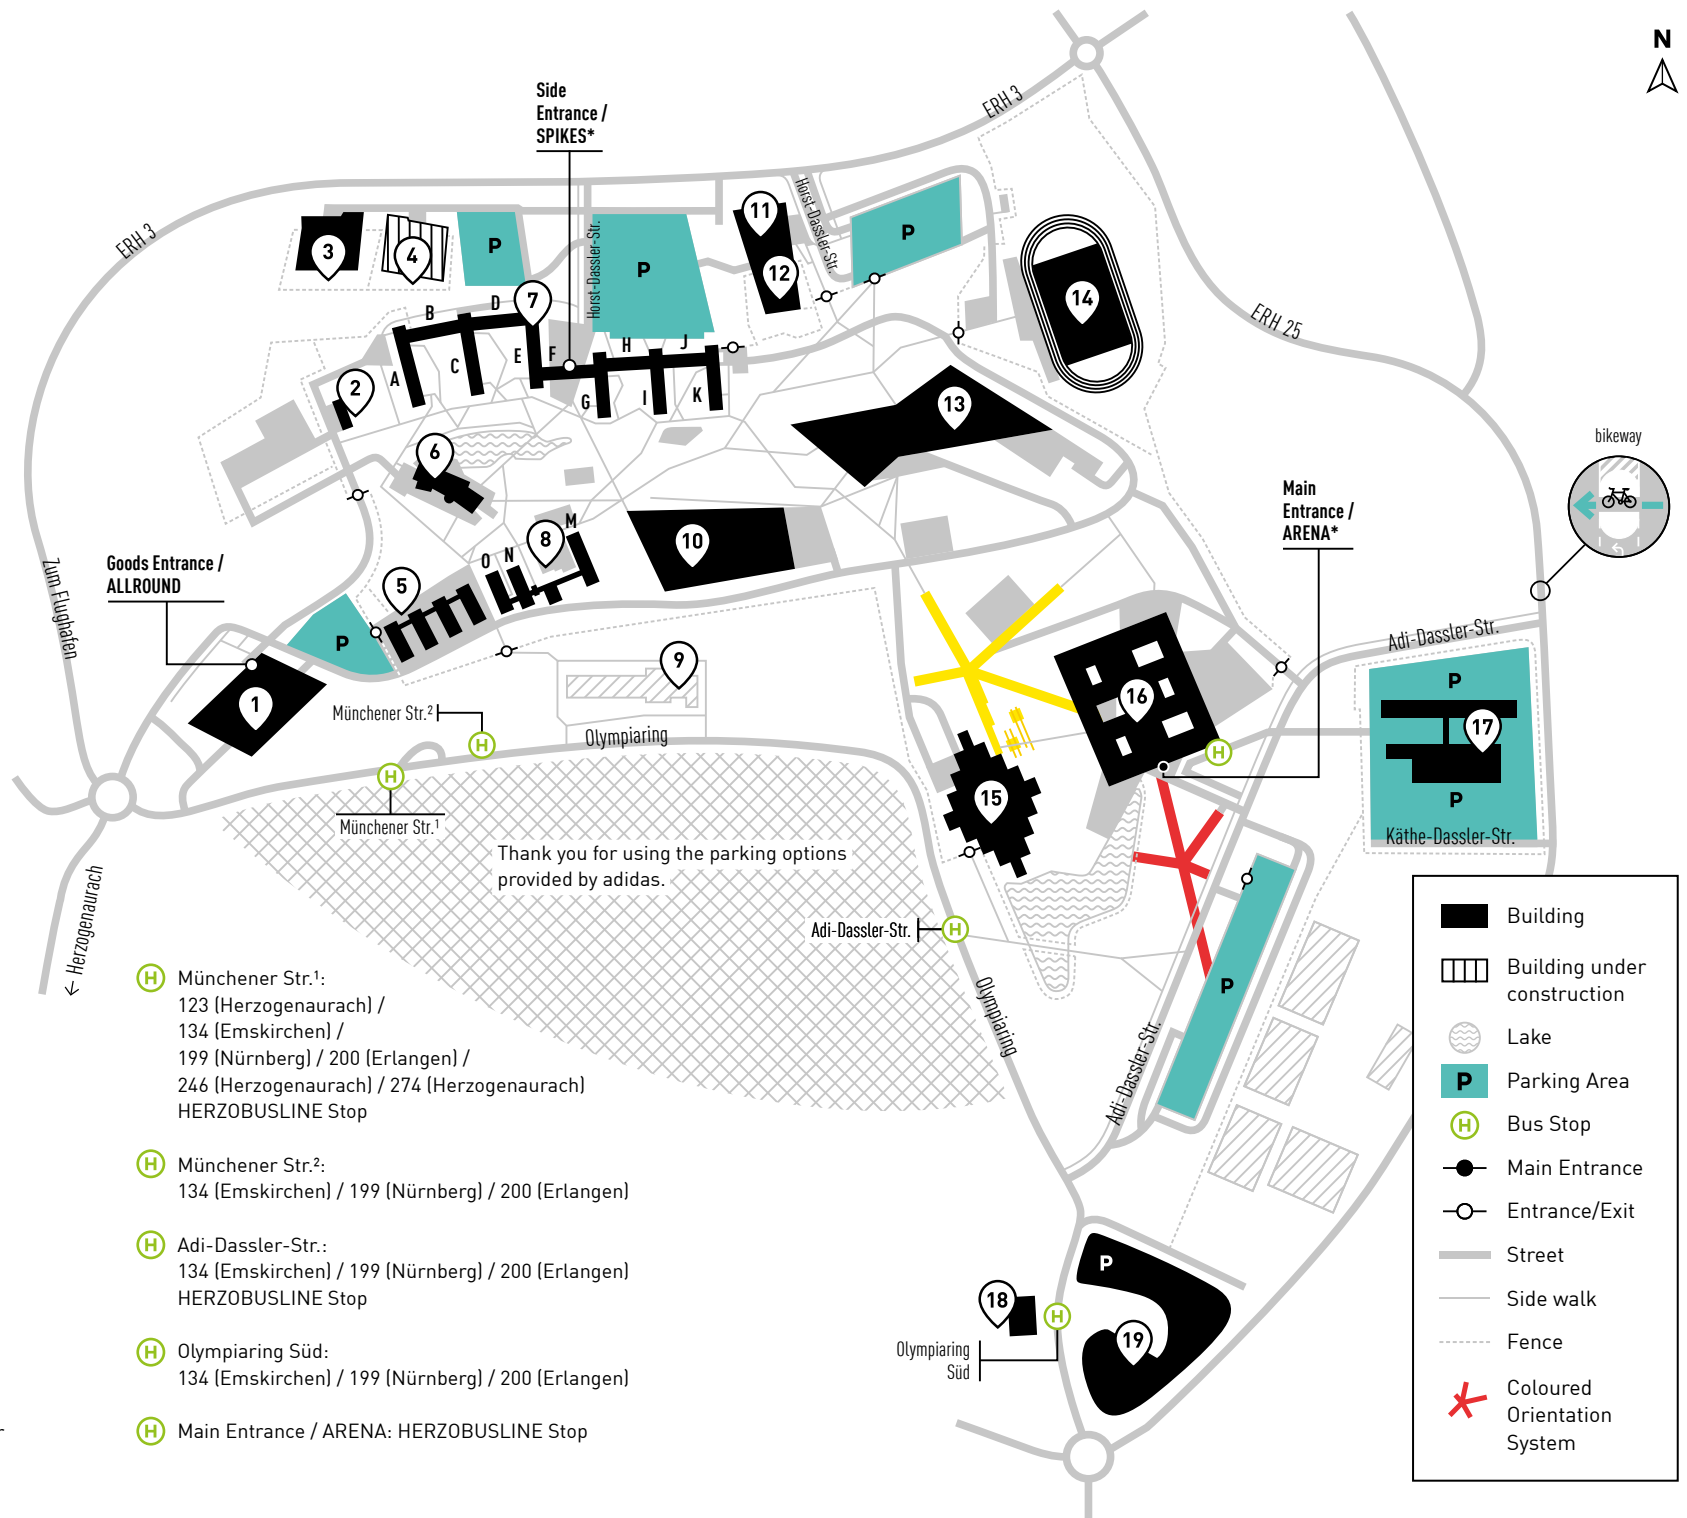 N
ERH 3
Side
Entrance /
SPIKES*
ERH 3
Horst-Dassler-Str.
Horst-Dassler-Str.
ERH 25
3
4
P
7
P
11
12
P
14
B
D
A
C
E
F
G
H
I
J
K
2
6
13
bikeway
Main
Entrance /
ARENA*
Goods Entrance /
ALLROUND
Zum Flughafen
5
O
N
8
M
10
P
1
9
Münchener Str.²
H
Olympiaring
H
Münchener Str.¹
16
15
H
Adi-Dassler-Str.
P
17
P
Käthe-Dassler-Str.
Thank you for using the parking options
provided by adidas.
Adi-Dassler-Str.
H
Olympiaring
Adi-Dassler-Str.
P
← Herzogenaurach
H Münchener Str.¹:
123 (Herzogenaurach) /
134 (Emskirchen) /
199 (Nürnberg) / 200 (Erlangen) /
246 (Herzogenaurach) / 274 (Herzogenaurach)
HERZOBUSLINE Stop
H Münchener Str.²:
134 (Emskirchen) / 199 (Nürnberg) / 200 (Erlangen)
H Adi-Dassler-Str.:
134 (Emskirchen) / 199 (Nürnberg) / 200 (Erlangen)
HERZOBUSLINE Stop
H Olympiaring Süd:
134 (Emskirchen) / 199 (Nürnberg) / 200 (Erlangen)
H Main Entrance / ARENA: HERZOBUSLINE Stop
P
18
H
19
Olympiaring
Süd
Building
Building under
construction
Lake
P Parking Area
H Bus Stop
Main Entrance
Entrance/Exit
Street
Side walk
Fence
Coloured
Orientation
System